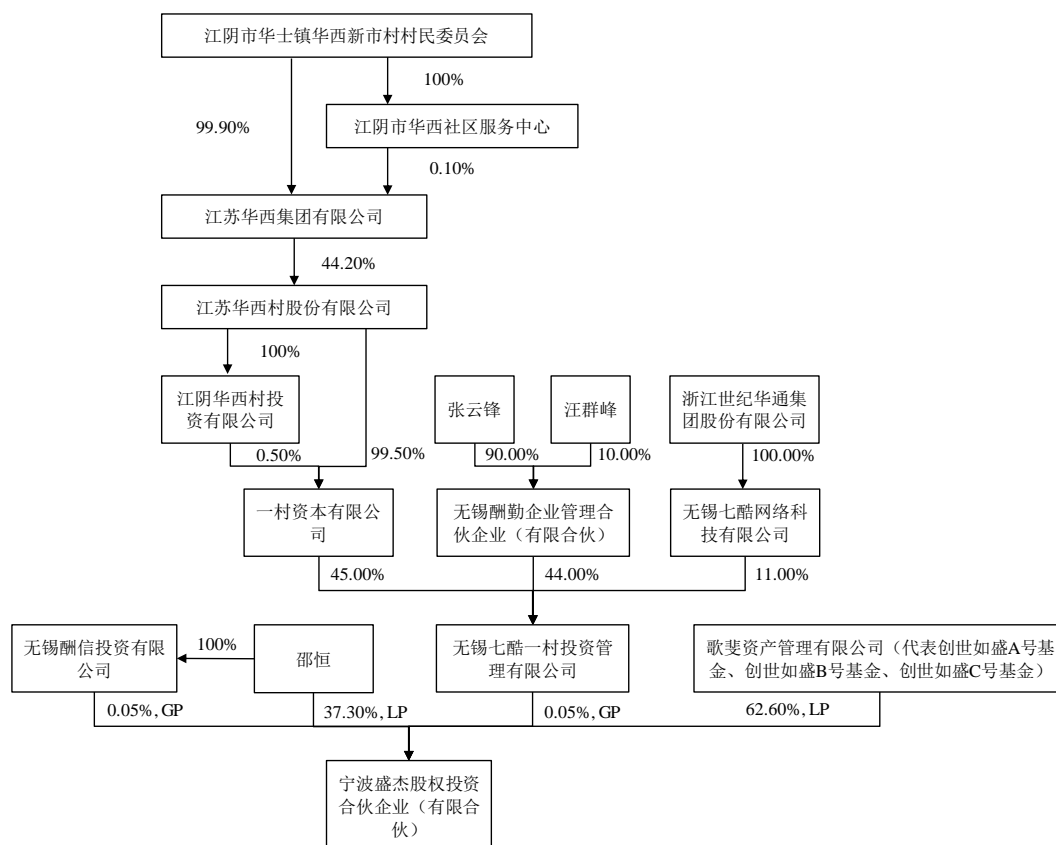 江阴市华士镇华西新市村村民委员会
100%
99.90%
江阴市华西社区服务中心
0.10%
江苏华西集团有限公司
44.20%
江苏华西村股份有限公司
100%
江阴华西村投
资有限公司
张云锋
汪群峰
浙江世纪华通集
团股份有限公司
0.50%
99.50%
90.00%
10.00%
100.00%
一村资本有限公
司
无锡酬勤企业管理合
伙企业（有限合伙）
无锡七酷网络科
技有限公司
45.00%
44.00%
11.00%
无锡酬信投资有限
公司
100%
邵恒
无锡七酷一村投资管
理有限公司
歌斐资产管理有限公司（代表创世如盛A号基
金、创世如盛B号基金、创世如盛C号基金）
0.05%, GP
37.30%, LP
0.05%, GP
62.60%, LP
宁波盛杰股权投资
合伙企业（有限合
伙）